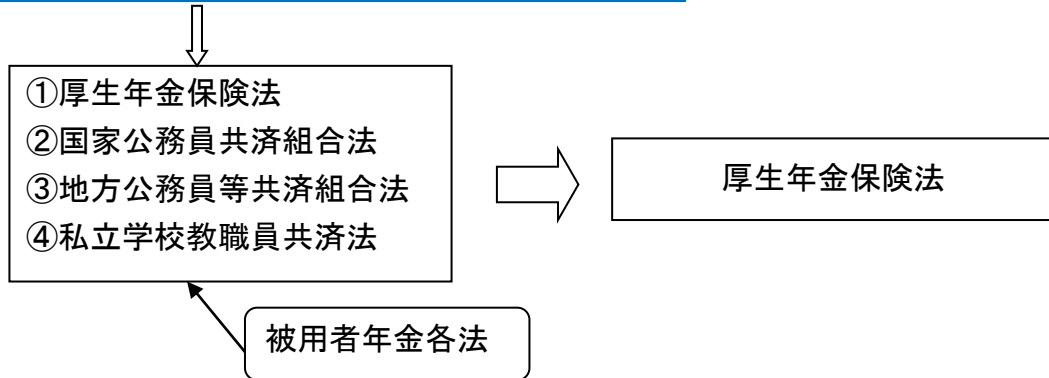 ①厚生年金保険法
②国家公務員共済組合法
③地方公務員等共済組合法
④私立学校教職員共済法
厚生年金保険法
被用者年金各法